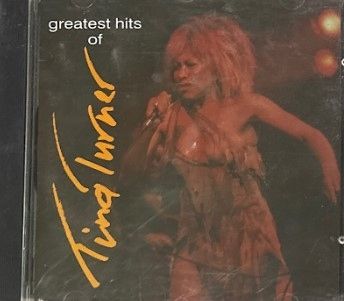 greatest hits
of
Tina Turner